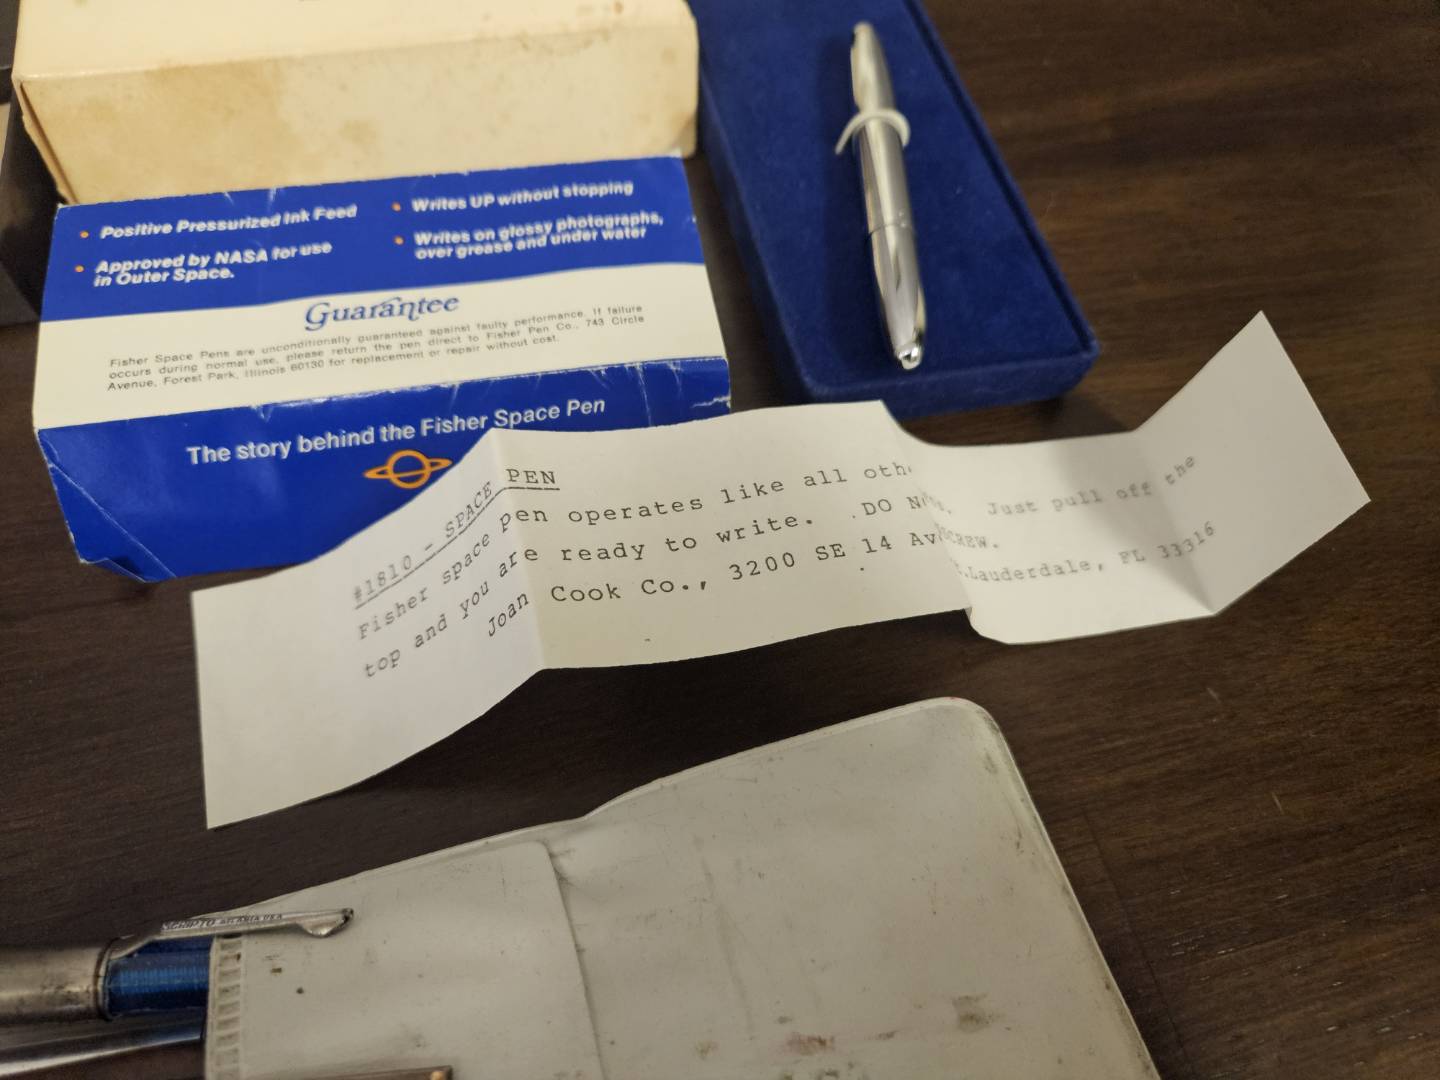 • Positive Pressurized Ink Feed
• Approved by NASA for use
in Outer Space.
• Writes UP without stopping
• Writes on glossy photographs,
over grease and under water
Guarantee
Fisher Space Pens are unconditionally guaranteed against faulty performance. If failure
occurs during normal use, please return the pen direct to Fisher Pen Co., 743 Circle
Avenue, Forest Park, Illinois 60130 for replacement or repair without cost.
The story behind the Fisher Space Pen
#1810 - SPACE PEN
Fisher space pen operates like all oth Just pull off the
top and you are ready to write. DO N CREW.
Joan Cook Co., 3200 SE 14 Av .Lauderdale, FL 33316
SCRIPTO ATLANTA USA